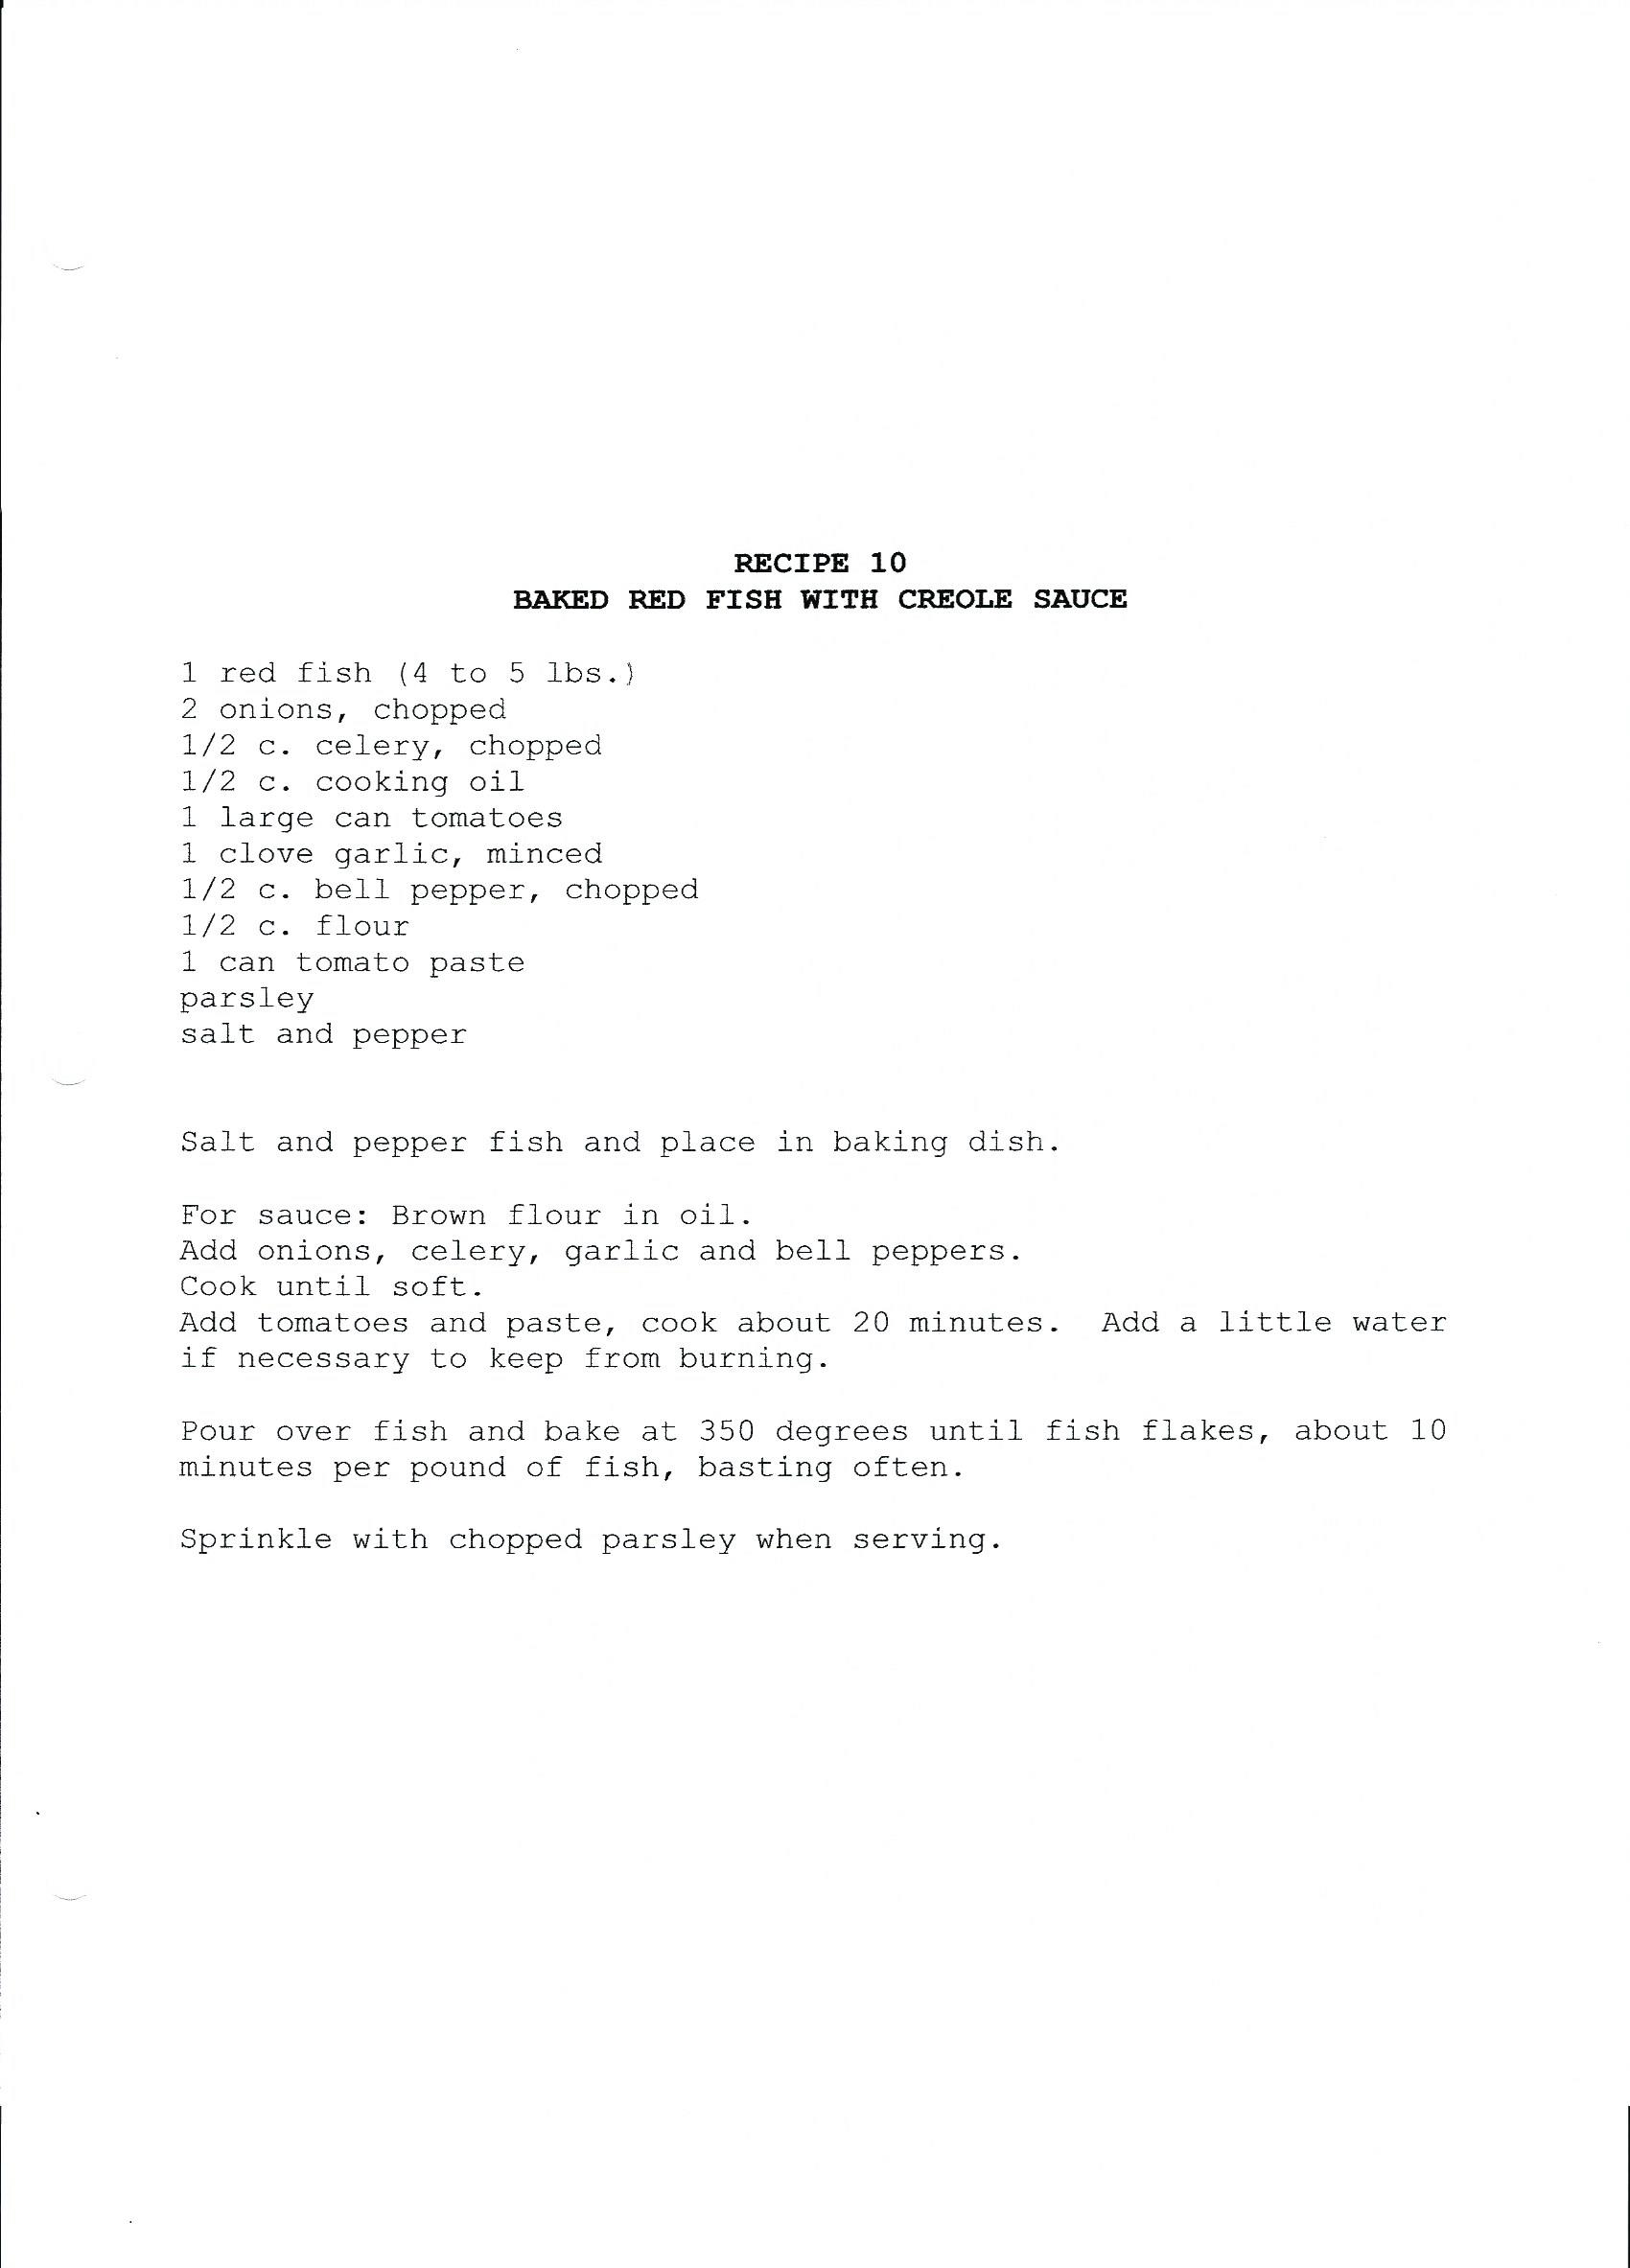 RECIPE 10
BAKED RED FISH WITH CREOLE SAUCE
1 red fish (4 to 5 lbs.)
2 onions, chopped
1/2 c. celery, chopped
1/2 c. cooking oil
1 large can tomatoes
1 clove garlic, minced
1/2 c. bell pepper, chopped
1/2 c. flour
1 can tomato paste
parsley
salt and pepper
Salt and pepper fish and place in baking dish.
For sauce: Brown flour in oil.
Add onions, celery, garlic and bell peppers.
Cook until soft.
Add tomatoes and paste, cook about 20 minutes.  Add a little water
if necessary to keep from burning.
Pour over fish and bake at 350 degrees until fish flakes, about 10
minutes per pound of fish, basting often.
Sprinkle with chopped parsley when serving.